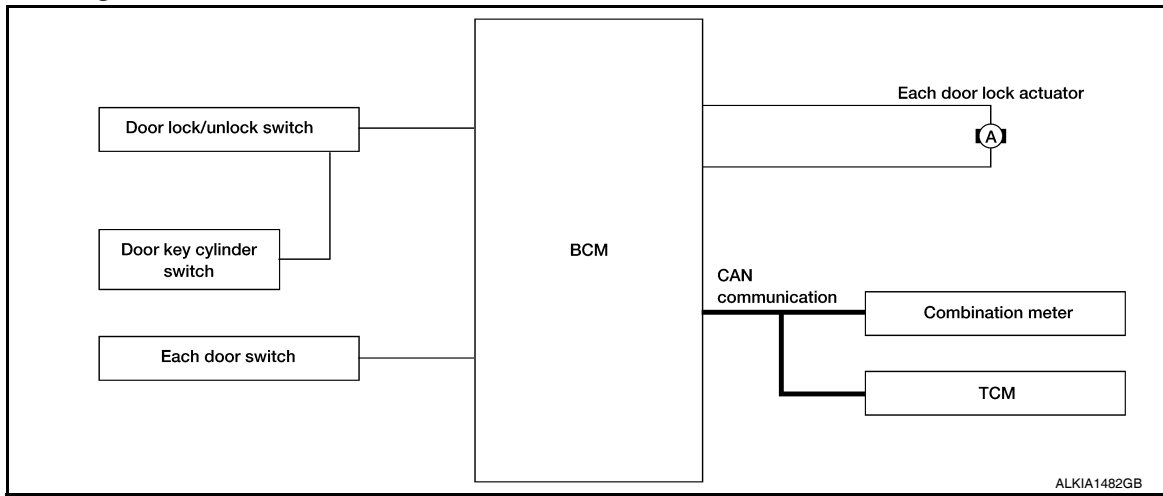 Door lock/unlock switch
Door key cylinder
switch
Each door switch
BCM
Each door lock actuator
A
CAN
communication
Combination meter
TCM
ALKIA1482GB